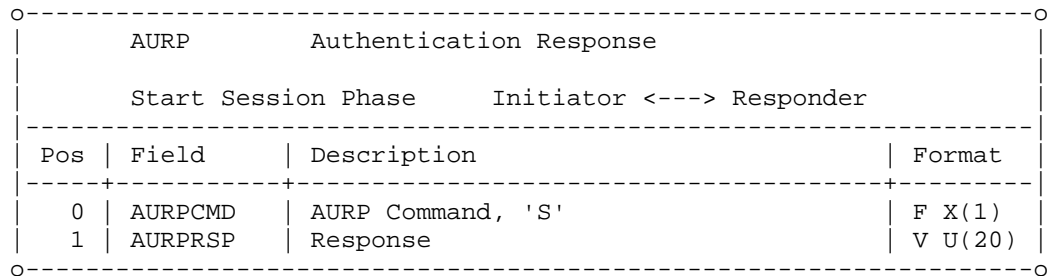 o-------------------------------------------------------------------o
|       AURP        Authentication Response                         |
|                                                                   |
|       Start Session Phase     Initiator <---> Responder           |
|-------------------------------------------------------------------|
| Pos | Field     | Description                           | Format  |
|-----+-----------+---------------------------------------+---------|
|   0 | AURPCMD   | AURP Command, 'S'                     | F X(1)  |
|   1 | AURPRSP   | Response                              | V U(20) |
o-------------------------------------------------------------------o